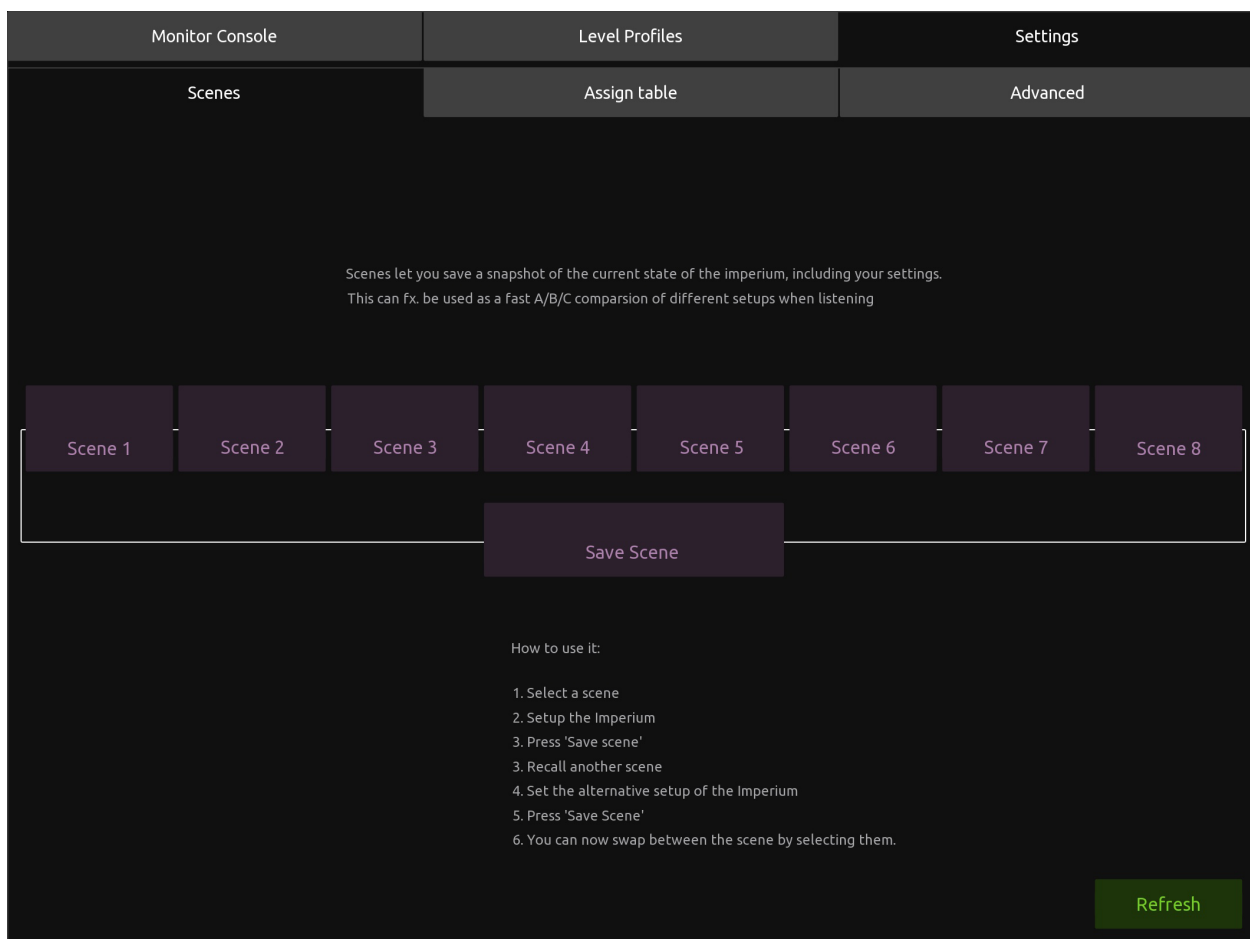 Monitor Console
Level Profiles
Settings
Scenes
Assign table
Advanced
Scenes let you save a snapshot of the current state of the imperium, including your settings.
This can fx. be used as a fast A/B/C comparsion of different setups when listening
Scene 1
Scene 2
Scene 3
Scene 4
Scene 5
Scene 6
Scene 7
Scene 8
Save Scene
How to use it:
1. Select a scene
2. Setup the Imperium
3. Press 'Save scene'
3. Recall another scene
4. Set the alternative setup of the Imperium
5. Press 'Save Scene'
6. You can now swap between the scene by selecting them.
Refresh